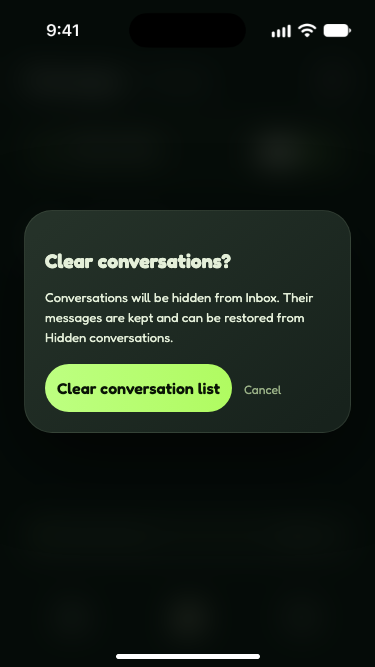 9:41
Clear conversations?
Conversations will be hidden from Inbox. Their
messages are kept and can be restored from
Hidden conversations.
Clear conversation list
Cancel